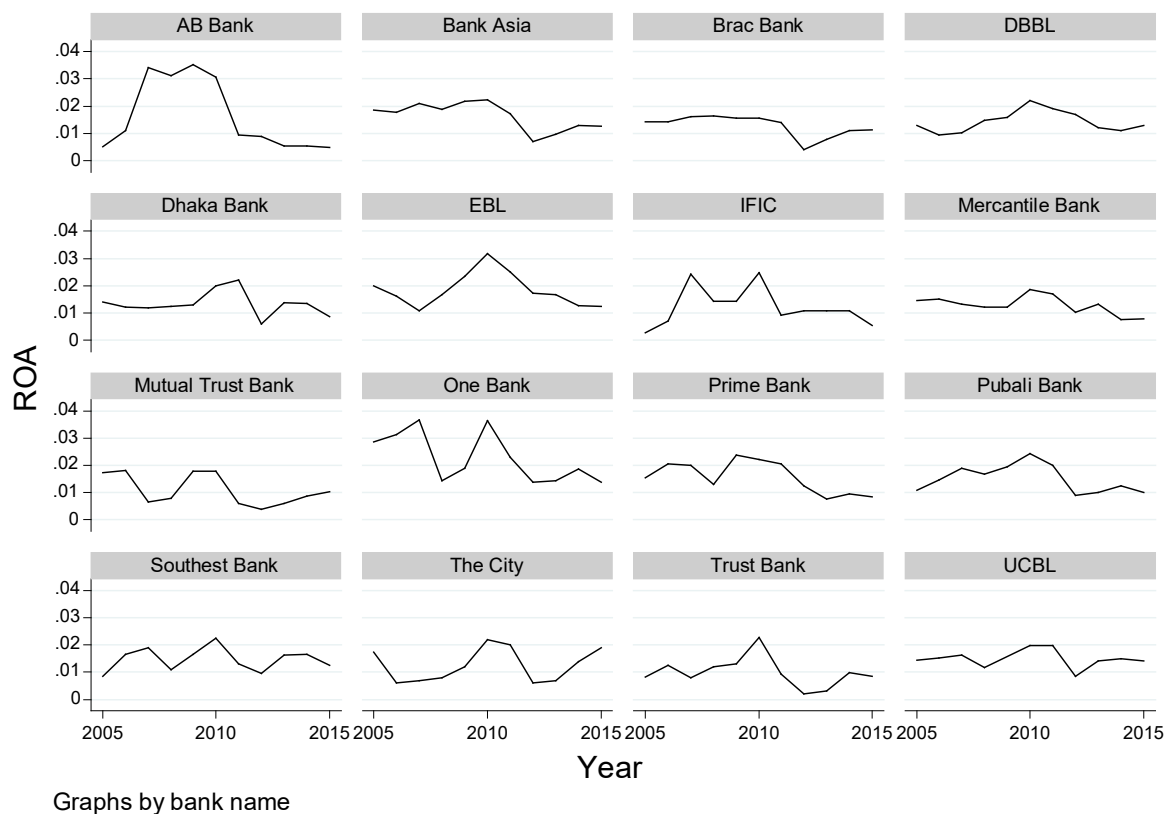 AB Bank
Bank Asia
Brac Bank
DBBL
.04
.03
.02
.01
0
Dhaka Bank
EBL
IFIC
Mercantile Bank
.04
.03
.02
.01
0
Mutual Trust Bank
One Bank
Prime Bank
Pubali Bank
.04
.03
.02
.01
0
Southest Bank
The City
Trust Bank
UCBL
.04
.03
.02
.01
0
2005 2010 2015 2005 2010 2015 2005 2010 2015 2005 2010 2015
ROA
Year
Graphs by bank name